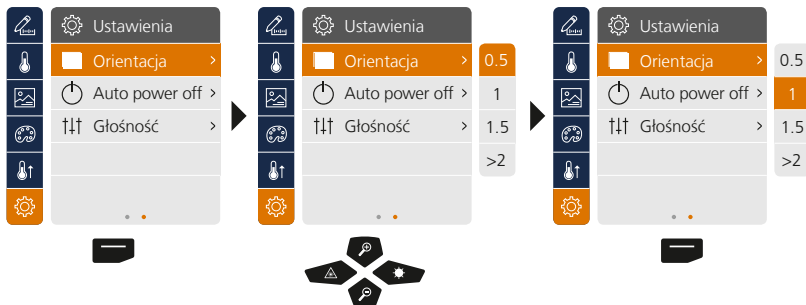 Ustawienia
Orientacja
Auto power off
Głośność
Ustawienia
Orientacja
Auto power off
Głośność
0.5
1
1.5
>2
Ustawienia
Orientacja
Auto power off
Głośność
0.5
1
1.5
>2